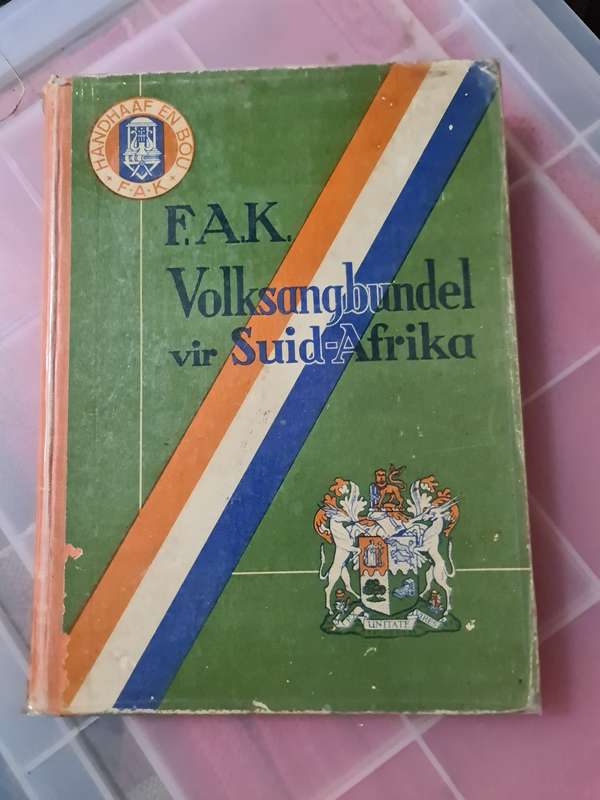 HANDHAAF EN BOU
F·A·K
F.A.K.
Volksangbundel
vir Suid-Afrika
UNITATE